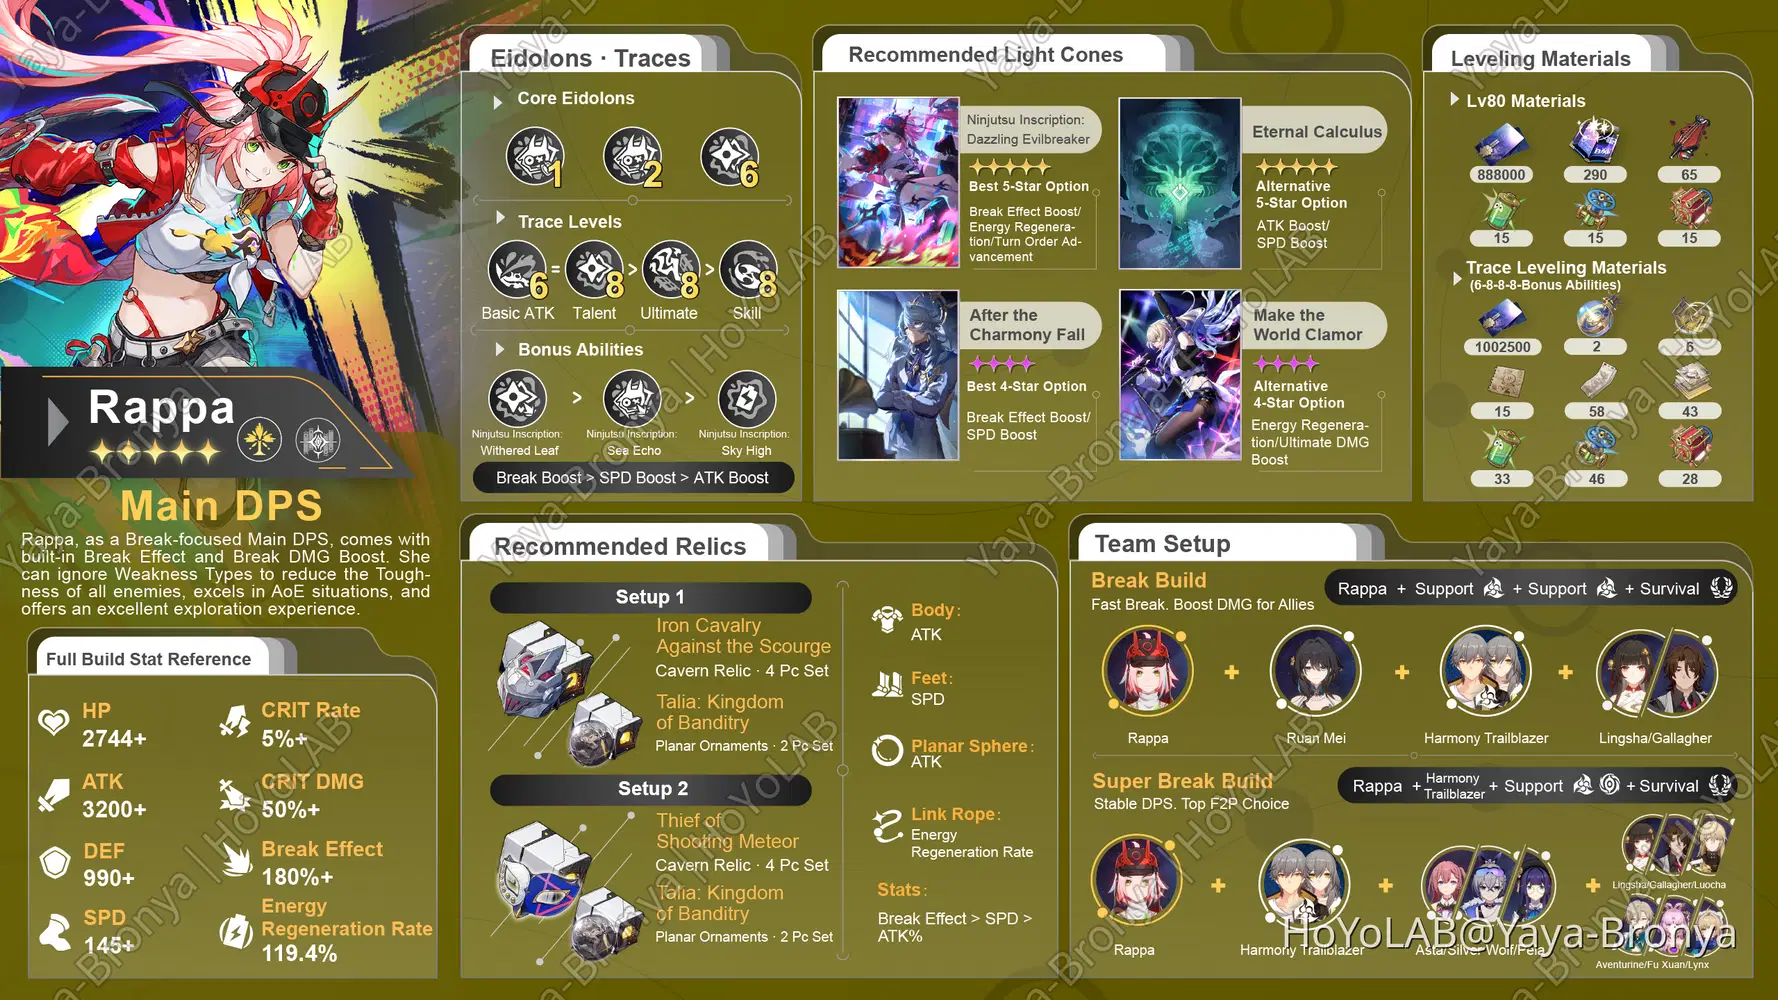 Rappa
Main DPS
Rappa, as a Break-focused Main DPS, comes with
built-in Break Effect and Break DMG Boost. She
can ignore Weakness Types to reduce the Tough-
ness of all enemies, excels in AoE situations, and
offers an excellent exploration experience.
Full Build Stat Reference
HP
2744+
CRIT Rate
5%+
ATK
3200+
CRIT DMG
50%+
DEF
990+
Break Effect
180%+
SPD
145+
Energy
Regeneration Rate
119.4%
Eidolons · Traces
Core Eidolons
1
2
6
Trace Levels
6 = 8 > 8 > 8
Basic ATK
Talent
Ultimate
Skill
Bonus Abilities
> >
Ninjutsu Inscription:
Withered Leaf
Ninjutsu Inscription:
Sea Echo
Ninjutsu Inscription:
Sky High
Break Boost > SPD Boost > ATK Boost
Recommended Light Cones
Ninjutsu Inscription:
Dazzling Evilbreaker
Best 5-Star Option
Break Effect Boost/
Energy Regenera-
tion/Turn Order Ad-
vancement
Eternal Calculus
Alternative
5-Star Option
ATK Boost/
SPD Boost
After the
Charmony Fall
Best 4-Star Option
Break Effect Boost/
SPD Boost
Make the
World Clamor
Alternative
4-Star Option
Energy Regenera-
tion/Ultimate DMG
Boost
Leveling Materials
Lv80 Materials
888000
290
65
15
15
15
Trace Leveling Materials
(6-8-8-8-Bonus Abilities)
1002500
2
6
15
58
43
33
46
28
Recommended Relics
Setup 1
Iron Cavalry
Against the Scourge
Cavern Relic · 4 Pc Set
Talia: Kingdom
of Banditry
Planar Ornaments · 2 Pc Set
Setup 2
Thief of
Shooting Meteor
Cavern Relic · 4 Pc Set
Talia: Kingdom
of Banditry
Planar Ornaments · 2 Pc Set
Body:
ATK
Feet:
SPD
Planar Sphere:
ATK
Link Rope:
Energy
Regeneration Rate
Stats:
Break Effect > SPD >
ATK%
Team Setup
Break Build
Fast Break. Boost DMG for Allies
Rappa + Support + Support + Survival
+ + +
Rappa
Ruan Mei
Harmony Trailblazer
Lingsha/Gallagher
Super Break Build
Stable DPS. Top F2P Choice
Rappa + Harmony Trailblazer + Support + Survival
+ + +
Rappa
Harmony Trailblazer
Asta/Silver Wolf/Pela
Lingsha/Gallagher/Luocha
Aventurine/Fu Xuan/Lynx
HoYoLAB@Yaya-Bronya
Yaya-Bronya | HoYoLAB